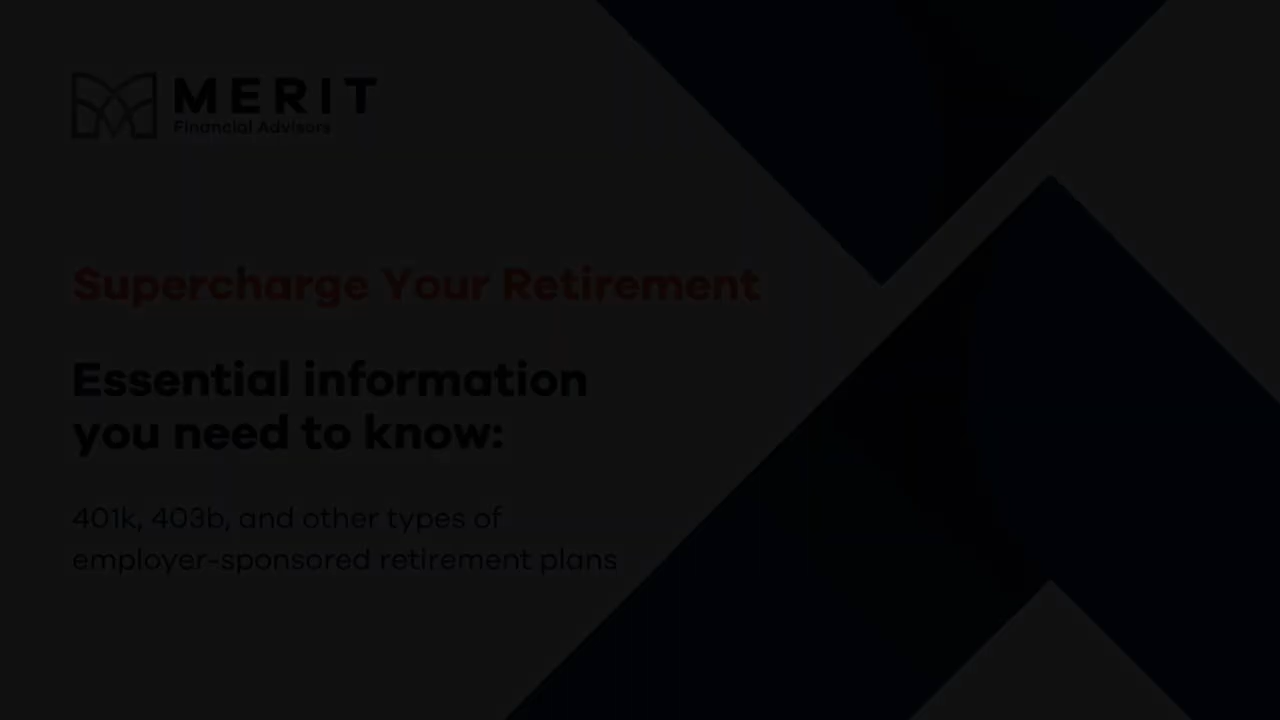 MERIT
Financial Advisors
Supercharge Your Retirement
Essential information
you need to know:
401k, 403b, and other types of
employer-sponsored retirement plans